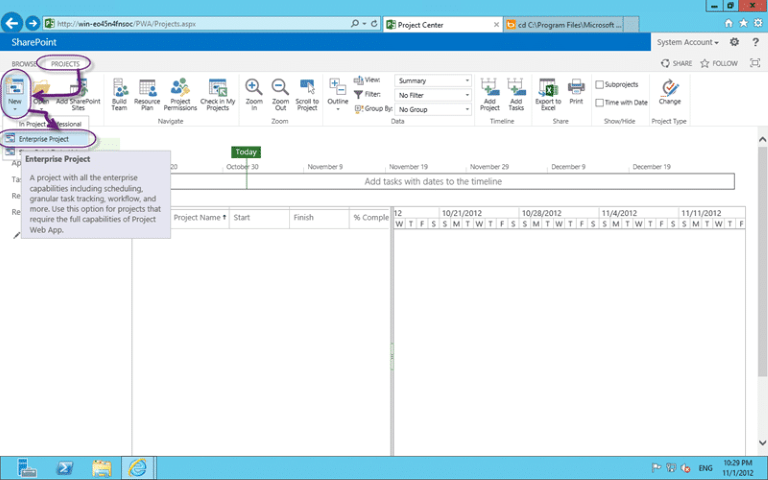 http://win-eo45n4fnsoc/PWA/Projects.aspx
Project Center
cd C:\Program Files\Microsoft ...
SharePoint
System Account
BROWSE
PROJECTS
SHARE
FOLLOW
New
Open
Add SharePoint Sites
Build Team
Resource Plan
Project Permissions
Check in My Projects
Navigate
Zoom In
Zoom Out
Scroll to Project
Zoom
Outline
View:
Summary
Filter:
No Filter
Group By:
No Group
Data
Add Project
Add Tasks
Timeline
Export to Excel
Print
Share
Subprojects
Time with Date
Show/Hide
Change
Project Type
Enterprise Project
Enterprise Project
A project with all the enterprise
capabilities including scheduling,
granular task tracking, workflow, and
more. Use this option for projects that
require the full capabilities of Project
Web App.
Today
20 October 30 November 9 November 19 November 29 December 9 December 19
Add tasks with dates to the timeline
Project Name Start Finish % Comple
12 10/21/2012 10/28/2012 11/4/2012 11/11/2012
W T F S S M T W T F S S M T W T F S S M T W T F S S M T W T F
ENG
10:29 PM
11/1/2012